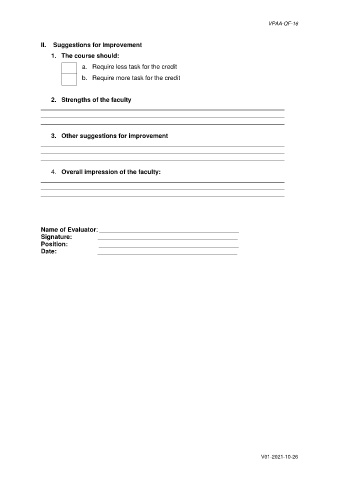 VPAA-QF-16
II. Suggestions for Improvement
1. The course should:
a. Require less task for the credit
b. Require more task for the credit
2. Strengths of the faculty
3. Other suggestions for Improvement
4. Overall impression of the faculty:
Name of Evaluator:
Signature:
Position:
Date:
V01-2021-10-26